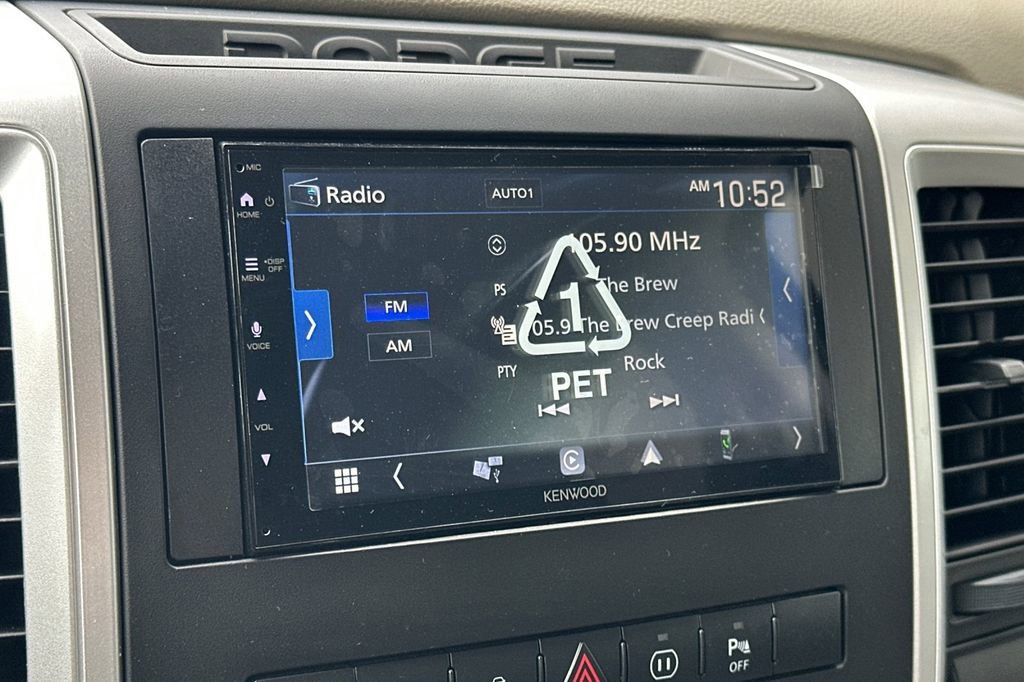 DODGE
MIC
Radio
AUTO1
AM 10:52
HOME
105.90 MHz
DISP
OFF
MENU
PS
The Brew
FM
1
VOICE
05.9 The Brew Creep Radi
AM
PTY
Rock
PET
VOL
KENWOOD
P
OFF